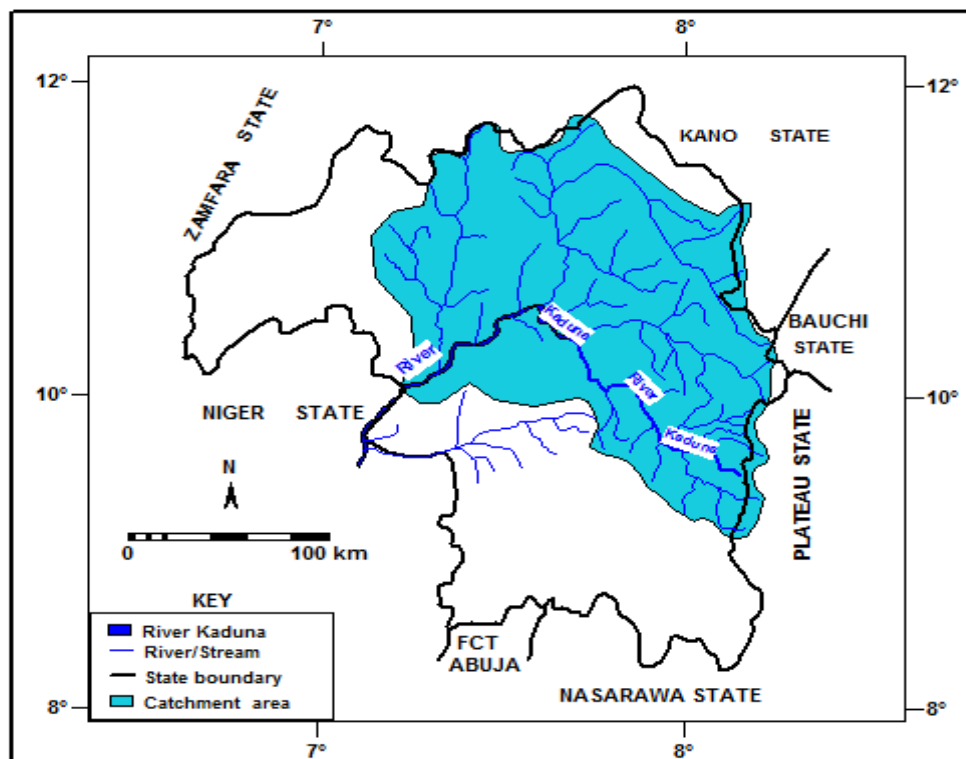 7°
8°
12°
12°
ZAMFARA STATE
KANO STATE
Kaduna
BAUCHI
STATE
River
River
10°
10°
NIGER STATE
Kaduna
PLATEAU STATE
N
0
100 km
KEY
River Kaduna
River/Stream
State boundary
Catchment area
FCT
ABUJA
NASARAWA STATE
8°
8°
7°
8°